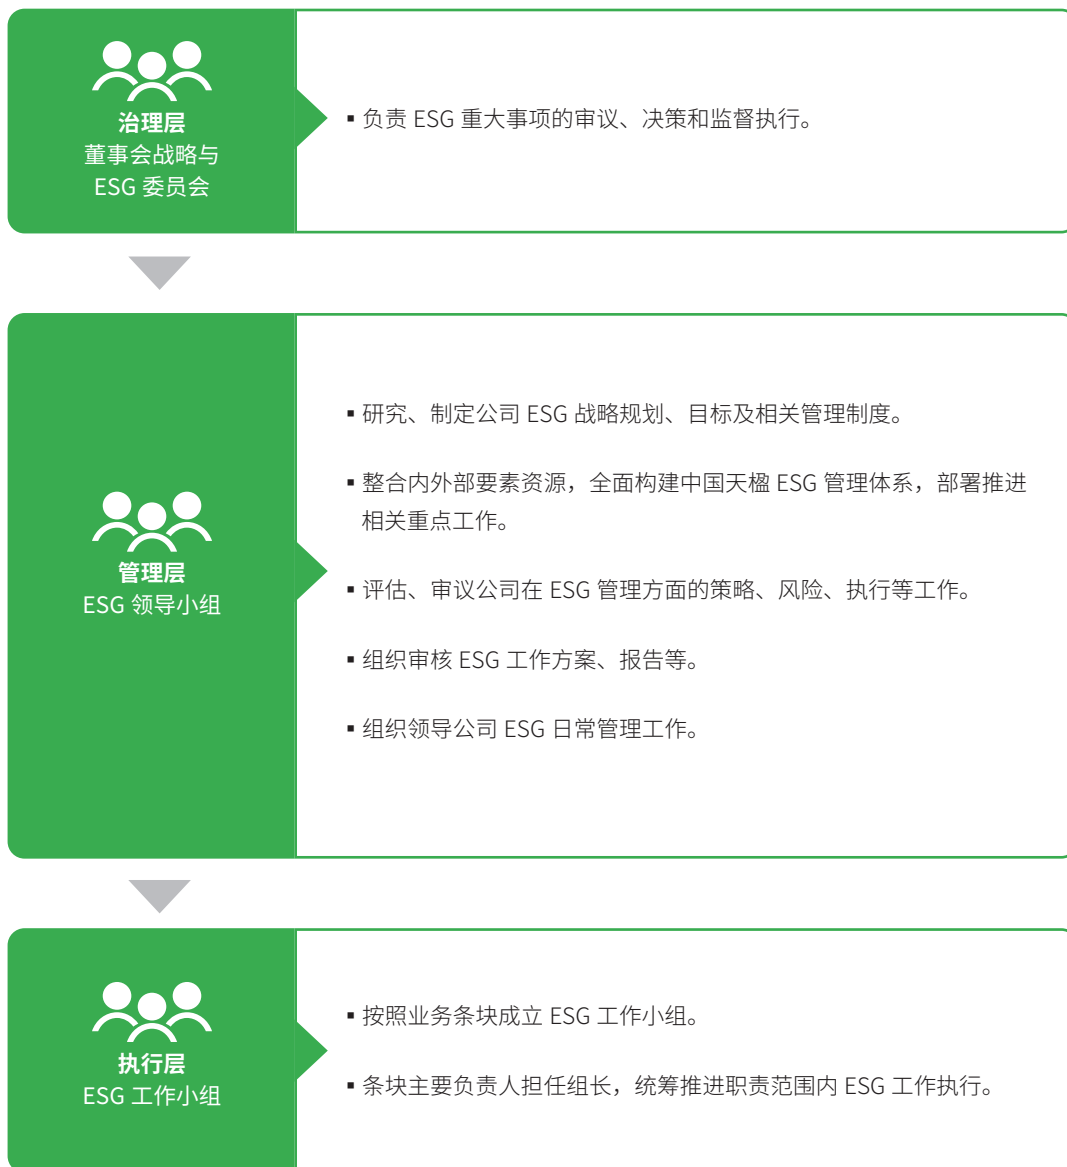 治理层
董事会战略与
ESG 委员会
▪ 负责 ESG 重大事项的审议、决策和监督执行。
管理层
ESG 领导小组
▪ 研究、制定公司 ESG 战略规划、目标及相关管理制度。
▪ 整合内外部要素资源，全面构建中国天楹 ESG 管理体系，部署推进
相关重点工作。
▪ 评估、审议公司在 ESG 管理方面的策略、风险、执行等工作。
▪ 组织审核 ESG 工作方案、报告等。
▪ 组织领导公司 ESG 日常管理工作。
执行层
ESG 工作小组
▪ 按照业务条块成立 ESG 工作小组。
▪ 条块主要负责人担任组长，统筹推进职责范围内 ESG 工作执行。